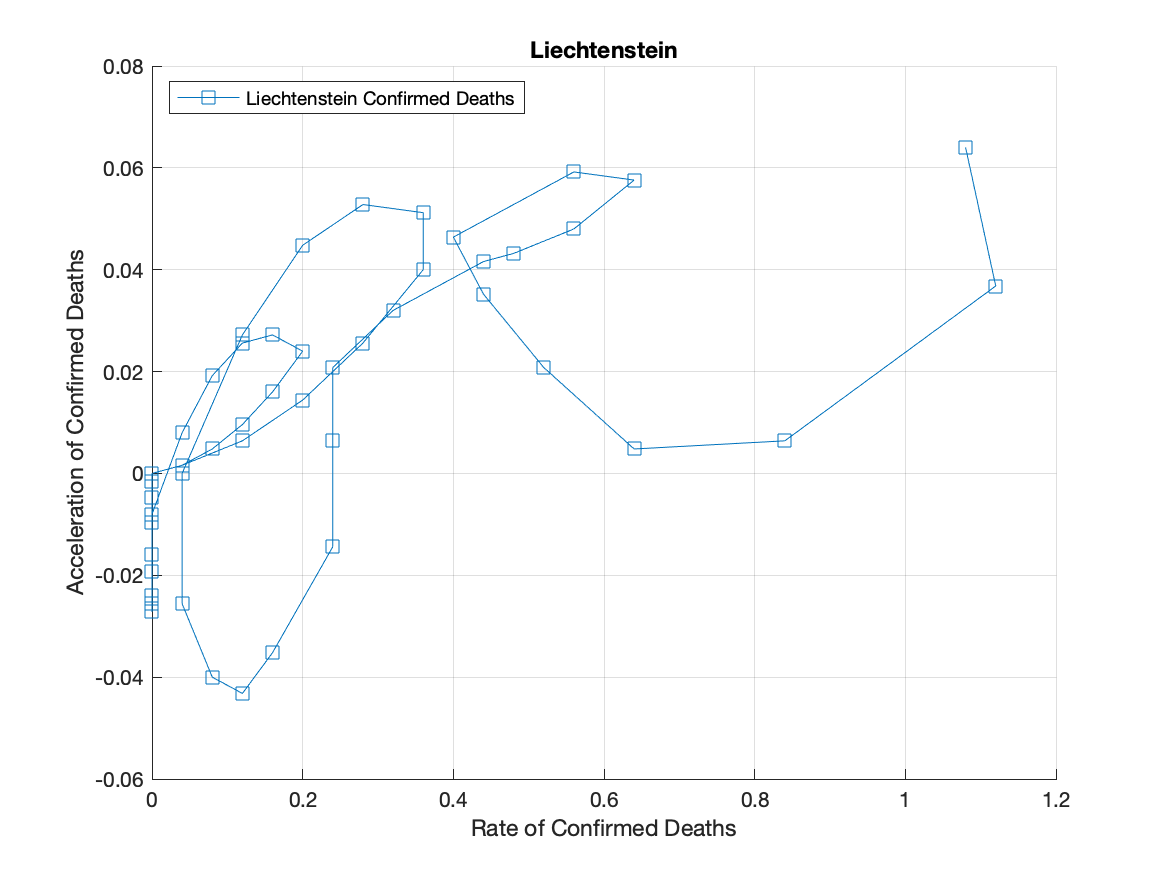 Liechtenstein
0.08
Liechtenstein Confirmed Deaths
0.06
0.04
0.02
0
-0.02
-0.04
-0.06
Acceleration of Confirmed Deaths
0 0.2 0.4 0.6 0.8 1 1.2
Rate of Confirmed Deaths